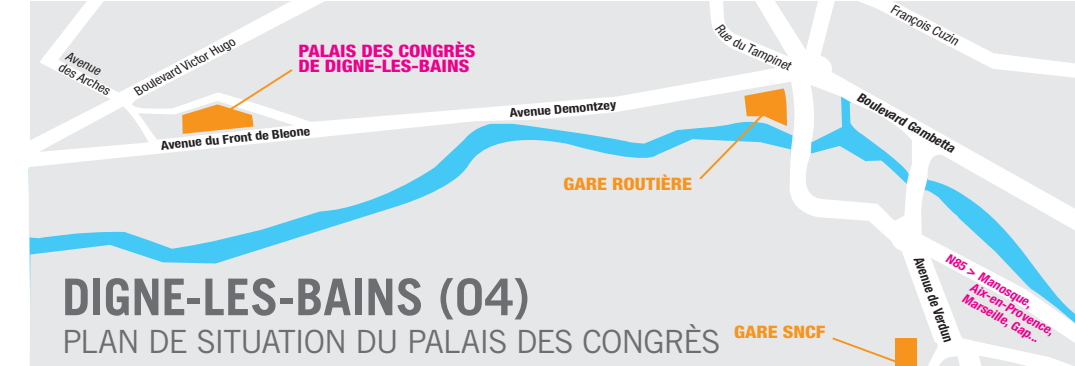 François Cuzin
Rue du Tampinet
Avenue
des Arches
Boulevard Victor Hugo
PALAIS DES CONGRÈS
DE DIGNE-LES-BAINS
Avenue du Front de Bleone
Avenue Demontzey
Boulevard Gambetta
GARE ROUTIÈRE
N85 > Manosque,
Aix-en-Provence,
Marseille, Gap...
Avenue de Verdun
DIGNE-LES-BAINS (04)
PLAN DE SITUATION DU PALAIS DES CONGRÈS
GARE SNCF